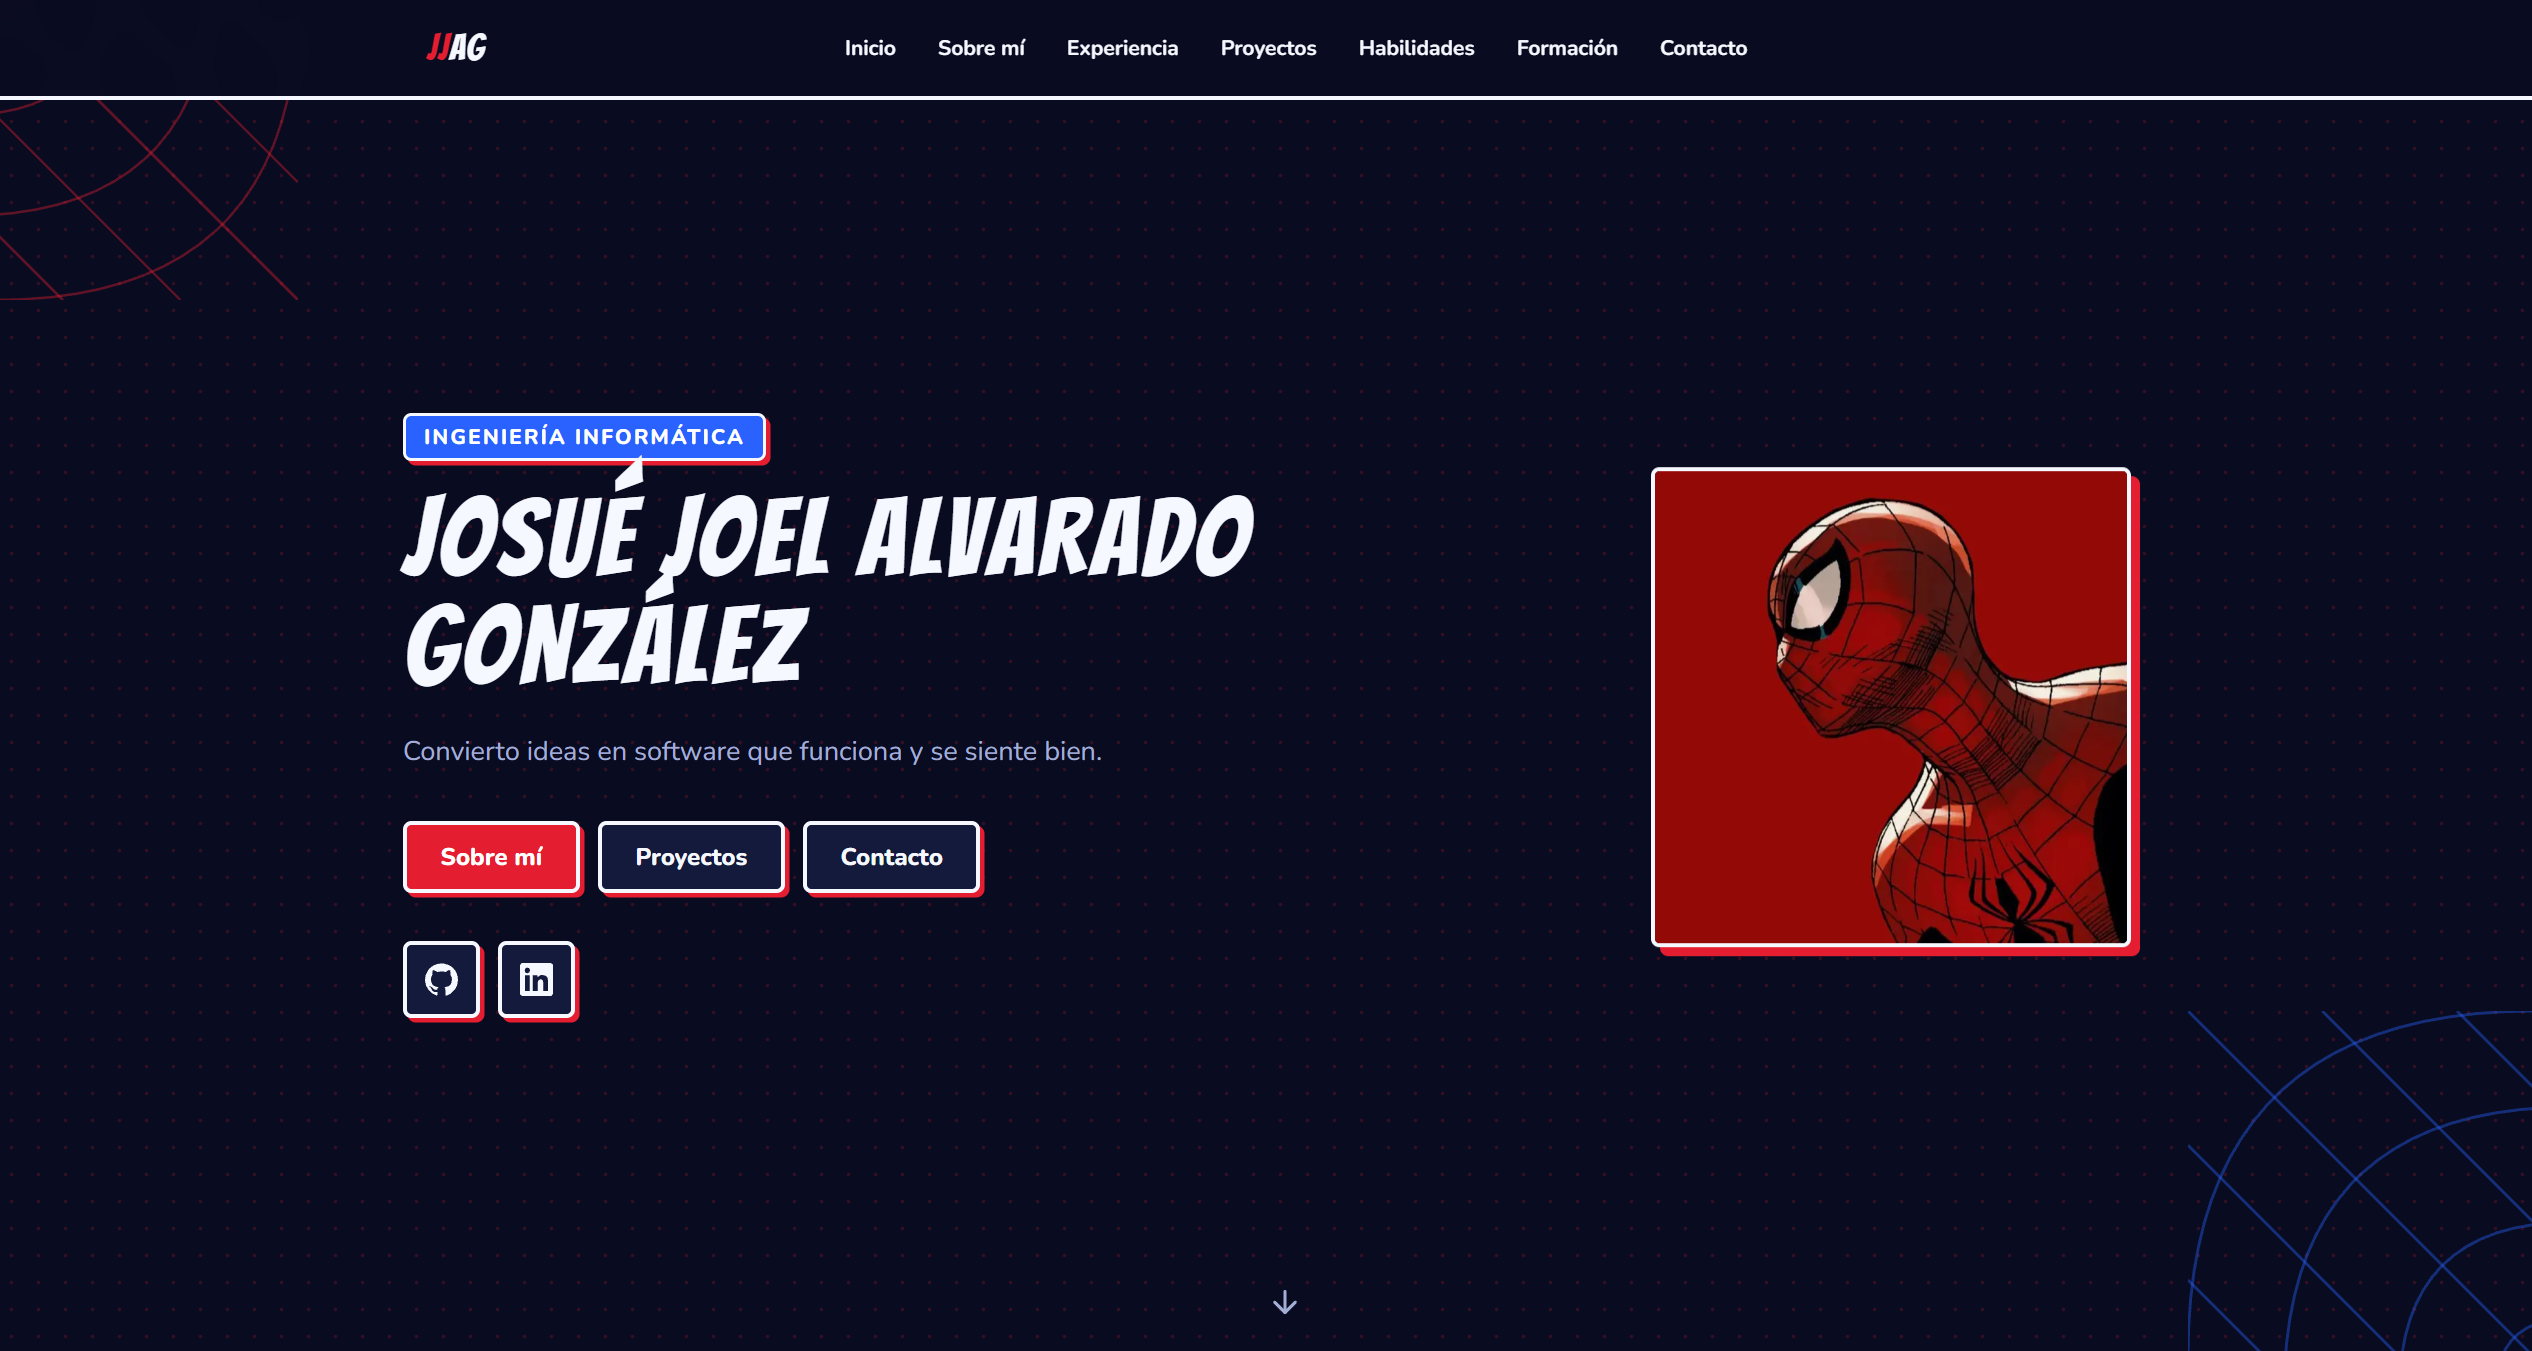 JJAG
Inicio Sobre mí Experiencia Proyectos Habilidades Formación Contacto
INGENIERÍA INFORMÁTICA
JOSUÉ JOEL ALVARADO
GONZÁLEZ
Convierto ideas en software que funciona y se siente bien.
Sobre mí Proyectos Contacto
in